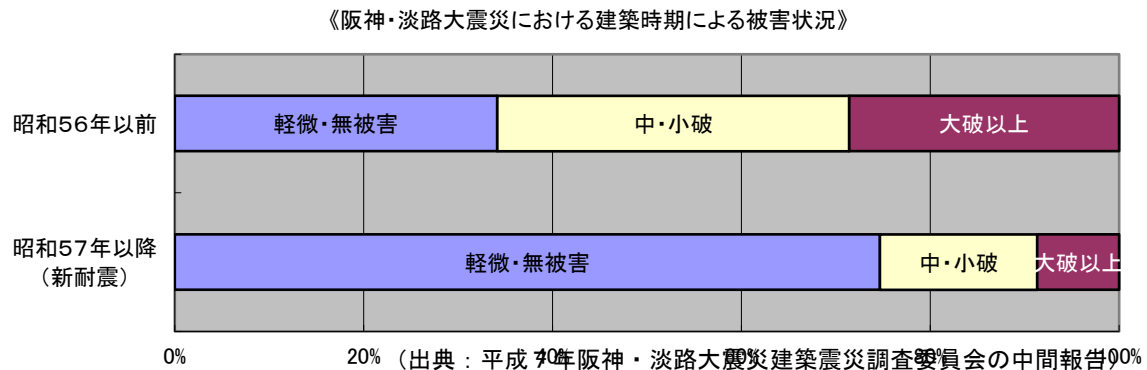 《阪神・淡路大震災における建築時期による被害状況》
昭和56年以前
軽微・無被害
中・小破
大破以上
昭和57年以降
（新耐震）
軽微・無被害
中・小破
大破以上
0%
20%
40%
60%
80%
100%
（出典：平成７年阪神・淡路大震災建築震災調査委員会の中間報告）